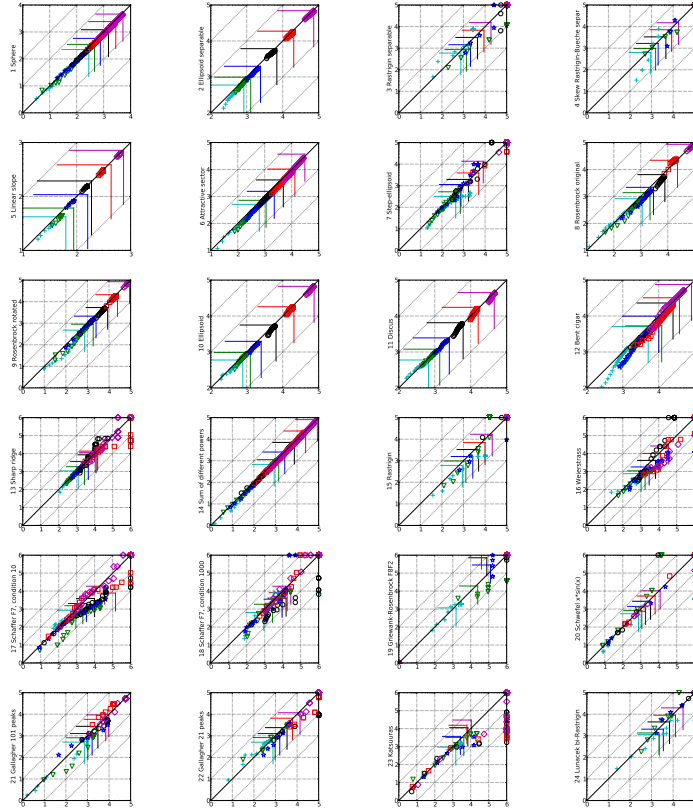 1 Sphere
2 Ellipsoid separable
3 Rastrigin separable
4 Skew Rastrigin-Bueche separ
5 Linear slope
6 Attractive sector
7 Step-ellipsoid
8 Rosenbrock original
9 Rosenbrock rotated
10 Ellipsoid
11 Discus
12 Bent cigar
13 Sharp ridge
14 Sum of different powers
15 Rastrigin
16 Weierstrass
17 Schaffer F7, condition 10
18 Schaffer F7, condition 1000
19 Griewank-Rosenbrock F8F2
20 Schwefel x*sin(x)
21 Gallagher 101 peaks
22 Gallagher 21 peaks
23 Katsuuras
24 Lunacek bi-Rastrigin